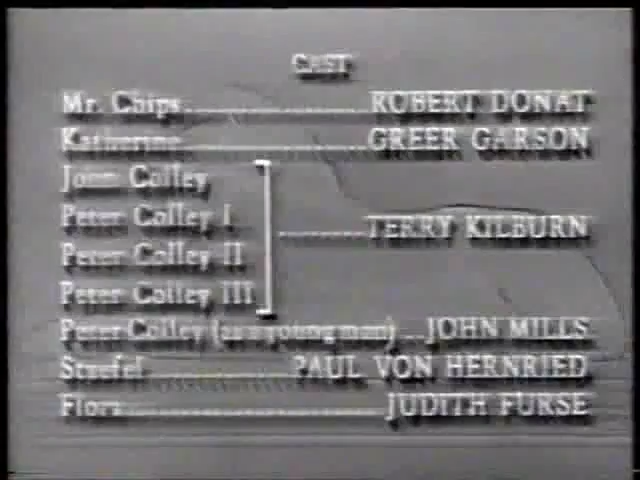 CAST
Mr. Chips ROBERT DONAT
Katherine GREER GARSON
John Colley
Peter Colley I
TERRY KILBURN
Peter Colley II
Peter Colley III
Peter Colley (as a young man) JOHN MILLS
Staefel PAUL VON HERNRIED
Flora JUDITH FURSE